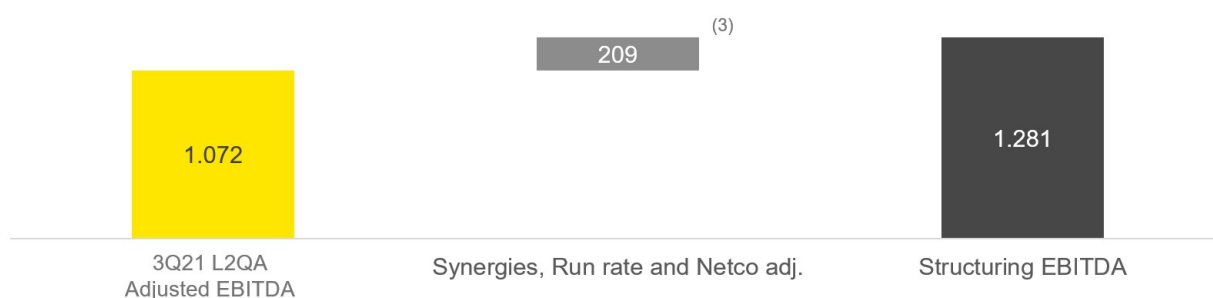 (3)
209
1.072
1.281
3Q21 L2QA
Adjusted EBITDA
Synergies, Run rate and Netco adj.
Structuring EBITDA